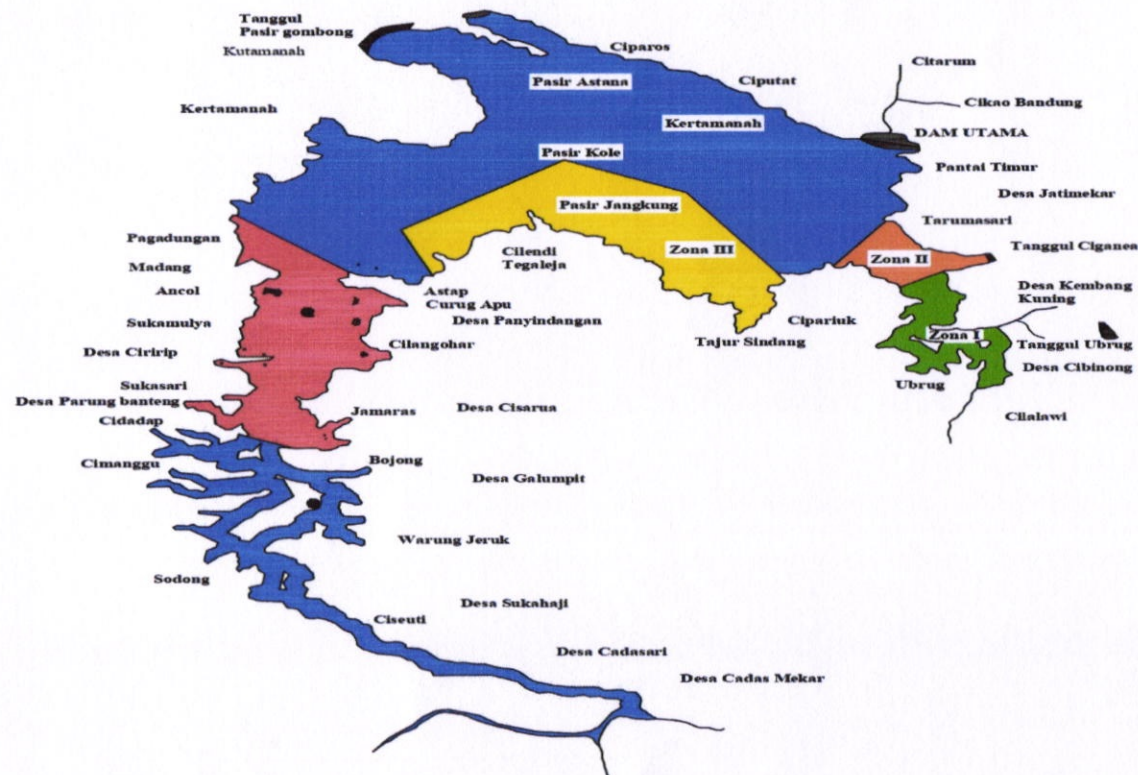 Tanggul
Pasir gombong
Kutamanah
Ciparos
Ciputat
Citarum
Pasir Astana
Kertamanah
Cikao Bandung
Kertamanah
DAM UTAMA
Pasir Kole
Pantai Timur
Desa Jatimekar
Pasir Jangkung
Tarumasari
Pagadungan
Cilendi
Tegaleja
Zona III
Zona II
Tanggul Ciganea
Madang
Ancol
Astap
Curug Apu
Desa Kembang
Kuning
Sukamulya
Desa Panyindangan
Cipariuk
Zona I
Tanggul Ubrug
Desa Ciririp
Cilangohar
Tajur Sindang
Desa Cibinong
Sukasari
Ubrug
Desa Parung banteng
Jamaras
Desa Cisarua
Cilalawi
Cidadap
Cimanggu
Bojong
Desa Galumpit
Warung Jeruk
Sodong
Desa Sukahaji
Ciseuti
Desa Cadasari
Desa Cadas Mekar